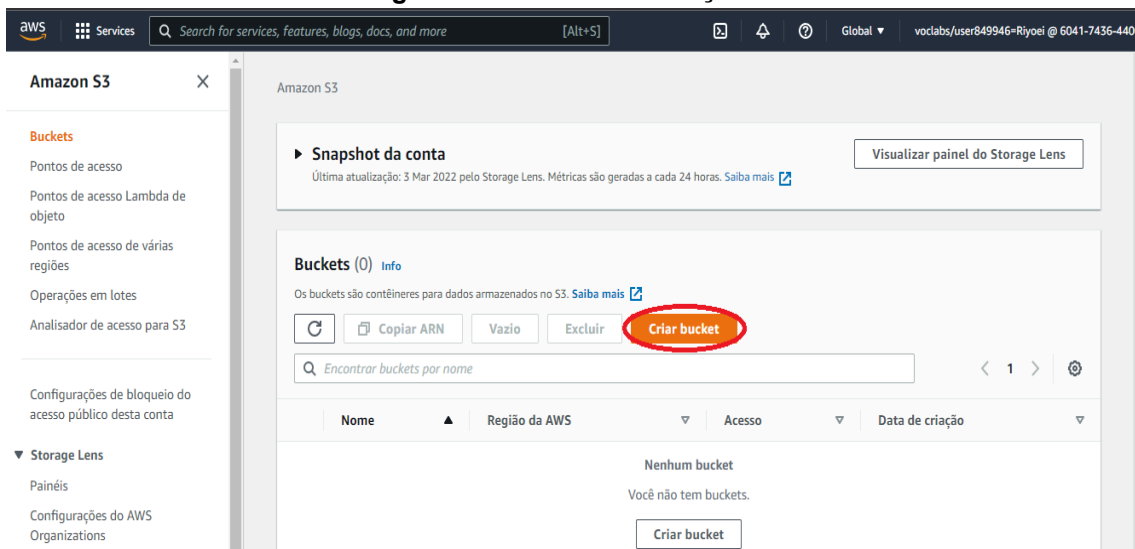 aws Services Search for services, features, blogs, docs, and more [Alt+S] Global ▼ voclabs/user849946=Riyoei @ 6041-7436-440
Amazon S3
Buckets
Pontos de acesso
Pontos de acesso Lambda de
objeto
Pontos de acesso de várias
regiões
Operações em lotes
Analisador de acesso para S3
Configurações de bloqueio do
acesso público desta conta
▼ Storage Lens
Painéis
Configurações do AWS
Organizations
Amazon S3
▶ Snapshot da conta
Última atualização: 3 Mar 2022 pelo Storage Lens. Métricas são geradas a cada 24 horas. Saiba mais
Visualizar painel do Storage Lens
Buckets (0) Info
Os buckets são contêineres para dados armazenados no S3. Saiba mais
Copiar ARN Vazio Excluir Criar bucket
Encontrar buckets por nome < 1 >
Nome ▲ Região da AWS ▽ Acesso ▽ Data de criação ▽
Nenhum bucket
Você não tem buckets.
Criar bucket